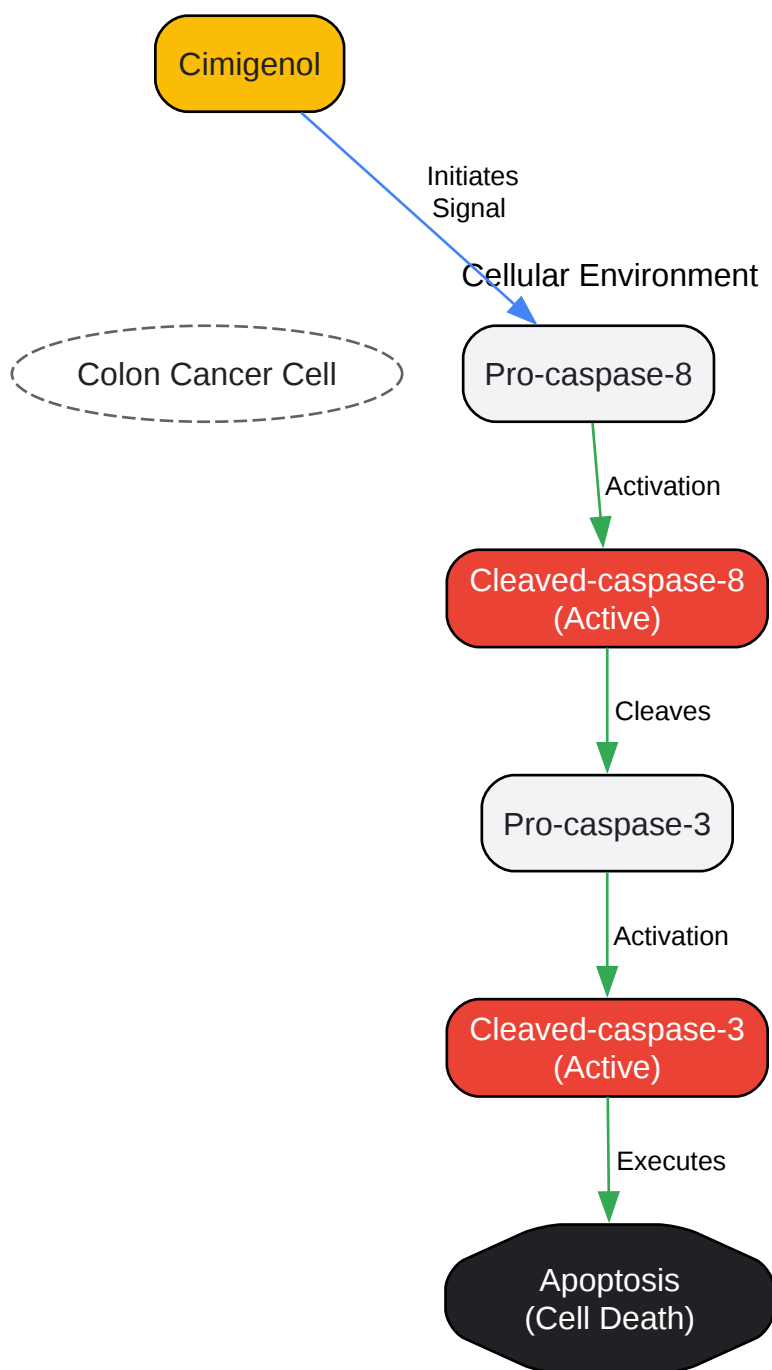 Cimigenol
Initiates
Signal
Cellular Environment
Colon Cancer Cell
Pro-caspase-8
Activation
Cleaved-caspase-8
(Active)
Cleaves
Pro-caspase-3
Activation
Cleaved-caspase-3
(Active)
Executes
Apoptosis
(Cell Death)